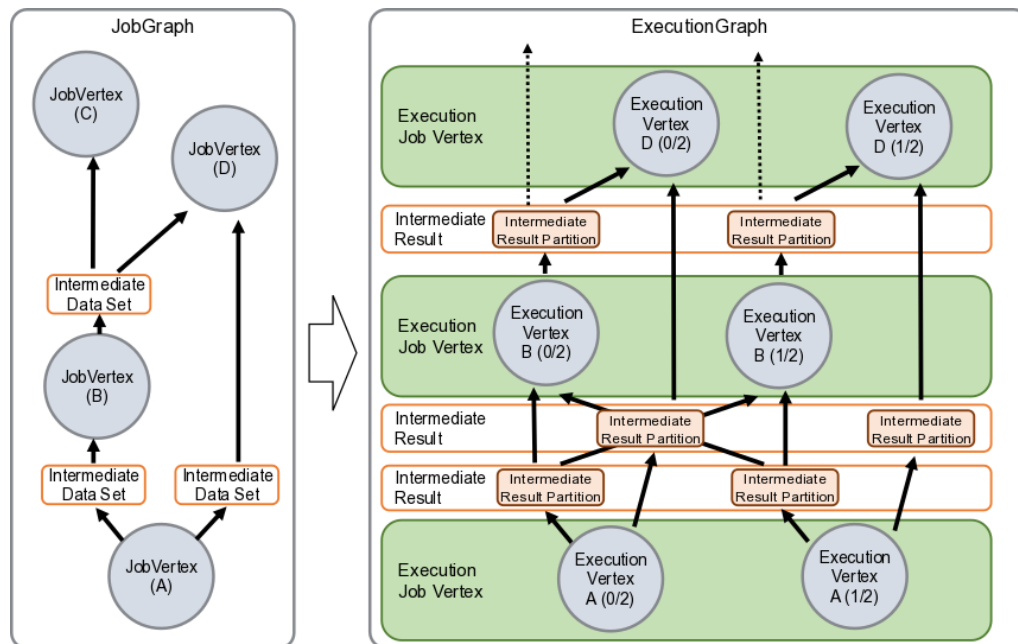 JobGraph
JobVertex
(C)
JobVertex
(D)
Intermediate
Data Set
JobVertex
(B)
Intermediate
Data Set
Intermediate
Data Set
JobVertex
(A)
ExecutionGraph
Execution
Job Vertex
Execution
Vertex
D (0/2)
Execution
Vertex
D (1/2)
Intermediate
Result
Intermediate
Result Partition
Intermediate
Result Partition
Execution
Job Vertex
Execution
Vertex
B (0/2)
Execution
Vertex
B (1/2)
Intermediate
Result
Intermediate
Result Partition
Intermediate
Result Partition
Intermediate
Result
Intermediate
Result Partition
Intermediate
Result Partition
Execution
Job Vertex
Execution
Vertex
A (0/2)
Execution
Vertex
A (1/2)